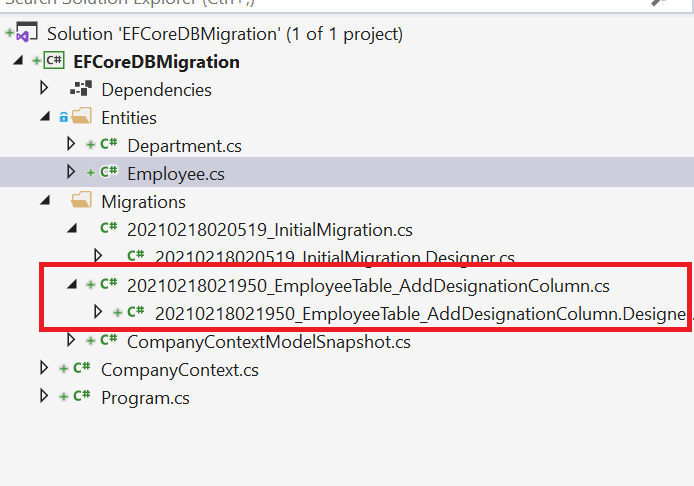 Search Solution Explorer (Ctrl+;)
Solution 'EFCoreDBMigration' (1 of 1 project)
C# EFCoreDBMigration
Dependencies
Entities
C# Department.cs
C# Employee.cs
Migrations
C# 20210218020519_InitialMigration.cs
C# 20210218020519_InitialMigration.Designer.cs
C# 20210218021950_EmployeeTable_AddDesignationColumn.cs
C# 20210218021950_EmployeeTable_AddDesignationColumn.Designe
C# CompanyContextModelSnapshot.cs
C# CompanyContext.cs
C# Program.cs